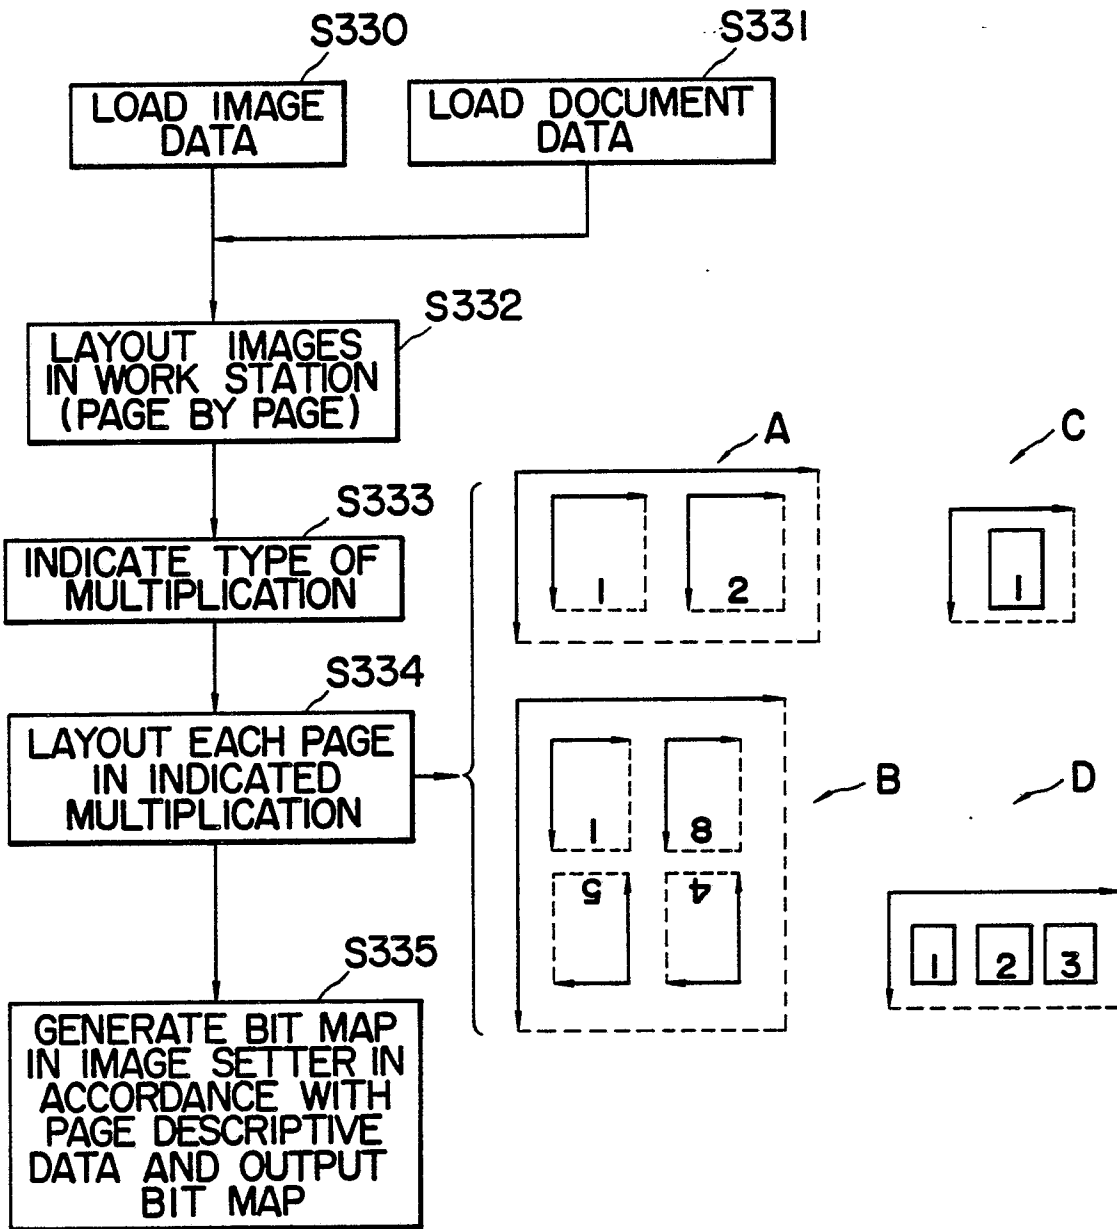 S330
LOAD IMAGE
DATA
S331
LOAD DOCUMENT
DATA
S332
LAYOUT IMAGES
IN WORK STATION
(PAGE BY PAGE)
S333
INDICATE TYPE OF
MULTIPLICATION
S334
LAYOUT EACH PAGE
IN INDICATED
MULTIPLICATION
S335
GENERATE BIT MAP
IN IMAGE SETTER IN
ACCORDANCE WITH
PAGE DESCRIPTIVE
DATA AND OUTPUT
BIT MAP
A
1 2
C
1
B
1 8
5 4
D
1 2 3